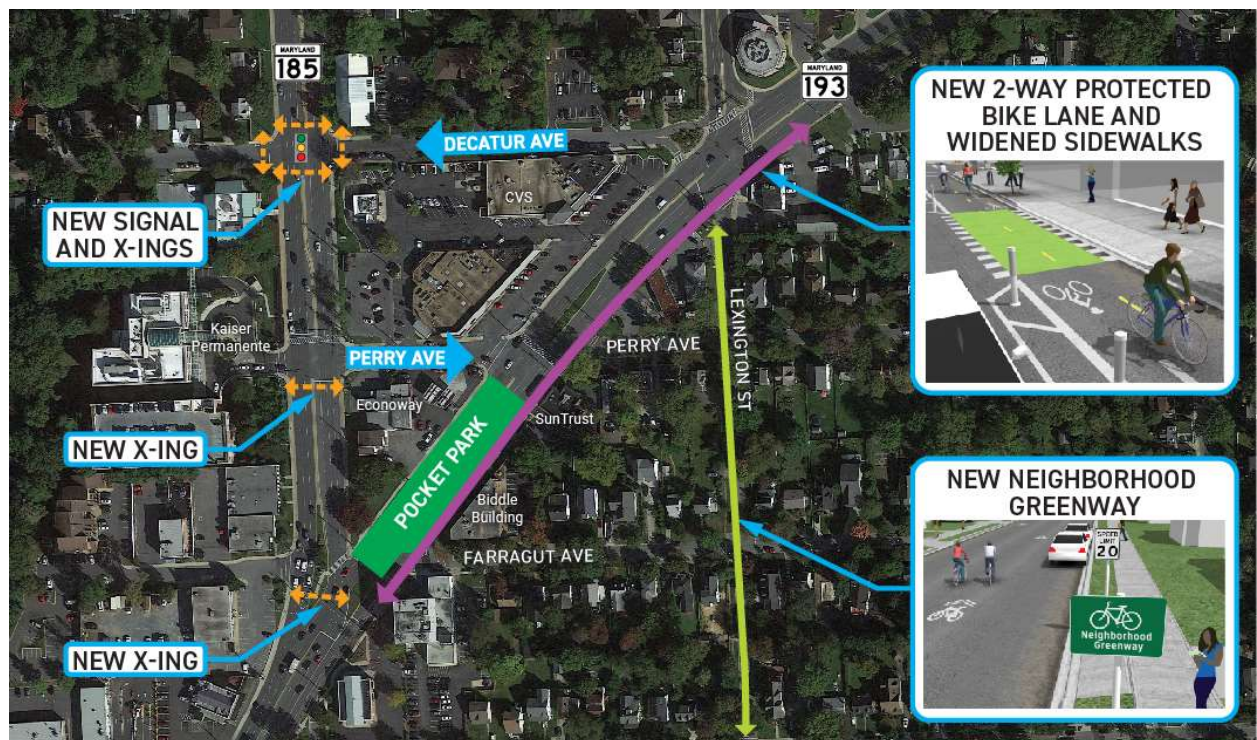 MARYLAND
185
MARYLAND
193
NEW 2-WAY PROTECTED
BIKE LANE AND
WIDENED SIDEWALKS
DECATUR AVE
CVS
NEW SIGNAL
AND X-INGS
Kaiser
Permanente
PERRY AVE
PERRY AVE
LEXINGTON ST
Econoway
SunTrust
POCKET PARK
NEW X-ING
Biddle
Building
FARRAGUT AVE
NEW X-ING
NEW NEIGHBORHOOD
GREENWAY
SPEED
LIMIT
20
Neighborhood
Greenway